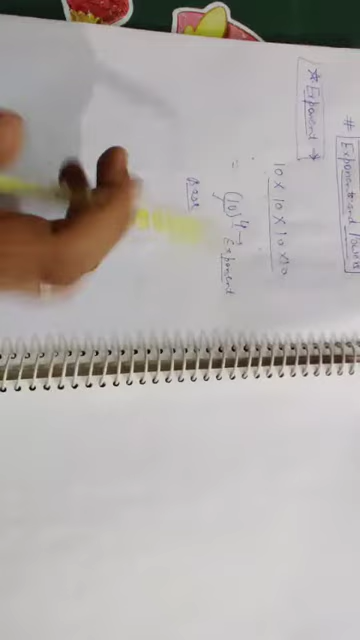 # Exponents and Powers
* Exponent →
10 x 10 x 10 x 10
= (10)⁴ → Exponent
Base